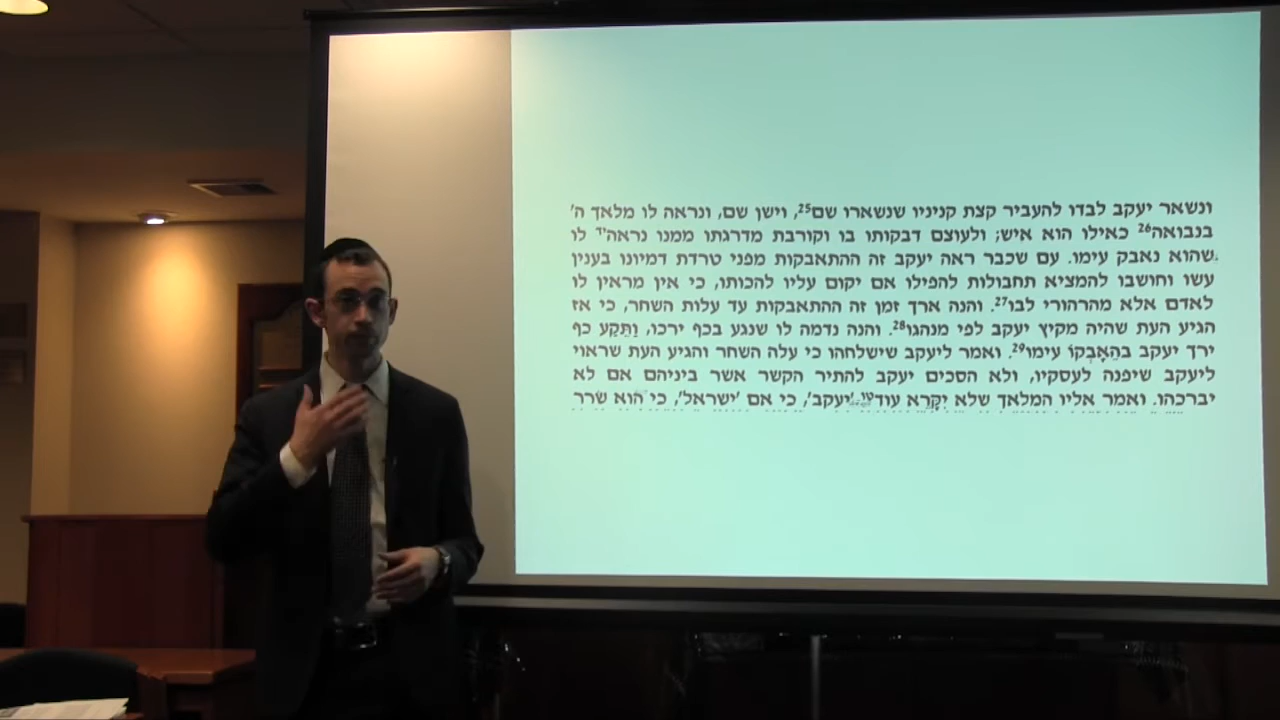 ונשאר יעקב לבדו להעביר קצת קניניו שנשארו שם25, וישן שם, ונראה לו מלאך ה'
בנבואה26 כאילו הוא איש; ולעוצם דבקותו בו וקורבת מדרגתו ממנו נראהיד לו
שהוא נאבק עימו. עם שכבר ראה יעקב זה ההתאבקות מפני טרדת דמיונו בענין
עשו וחושבו להמציא תחבולות להפילו אם יקום עליו להכותו, כי אין מראין לו
לאדם אלא מהרהורי לבו27. והנה ארך זמן זה ההתאבקות עד עלות השחר, כי אז
הגיע העת שהיה מקיץ יעקב לפי מנהגו28. והנה נדמה לו שנגע בכף ירכו, וַתֵּקַע כף
ירך יעקב בהֵאָבְקוֹ עימו29. ואמר ליעקב שישלחהו כי עלה השחר והגיע העת שראוי
ליעקב שיפנה לעסקיו, ולא הסכים יעקב להתיר הקשר אשר ביניהם אם לא
יברכהו. ואמר אליו המלאך שלא יִקָּרֵא עודטו 'יעקב', כי אם 'ישראל', כי הוא שׂרר